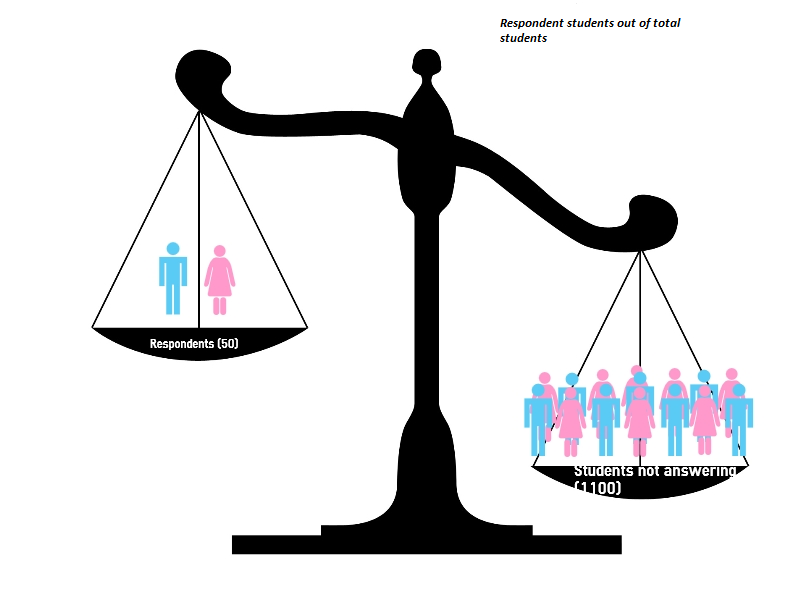 Respondent students out of total
students
Respondents (50)
Students not answering
(1100)